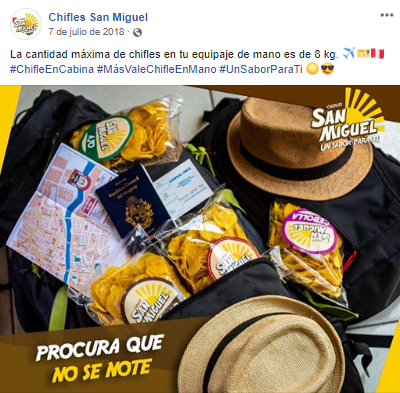 Chifles San Miguel
7 de julio de 2018
La cantidad máxima de chifles en tu equipaje de mano es de 8 kg. ✈️🎫🇵🇪
#ChifleEnCabina #MásValeChifleEnMano #UnSaborParaTi 🌞😎
CHIFLES
SAN
MIGUEL
UN SABOR PARA TI
SAN
MIGUEL
AJO
CEBOLLA
SAN
MIGUEL
SAN
MIGUEL
PROCURA QUE
NO SE NOTE